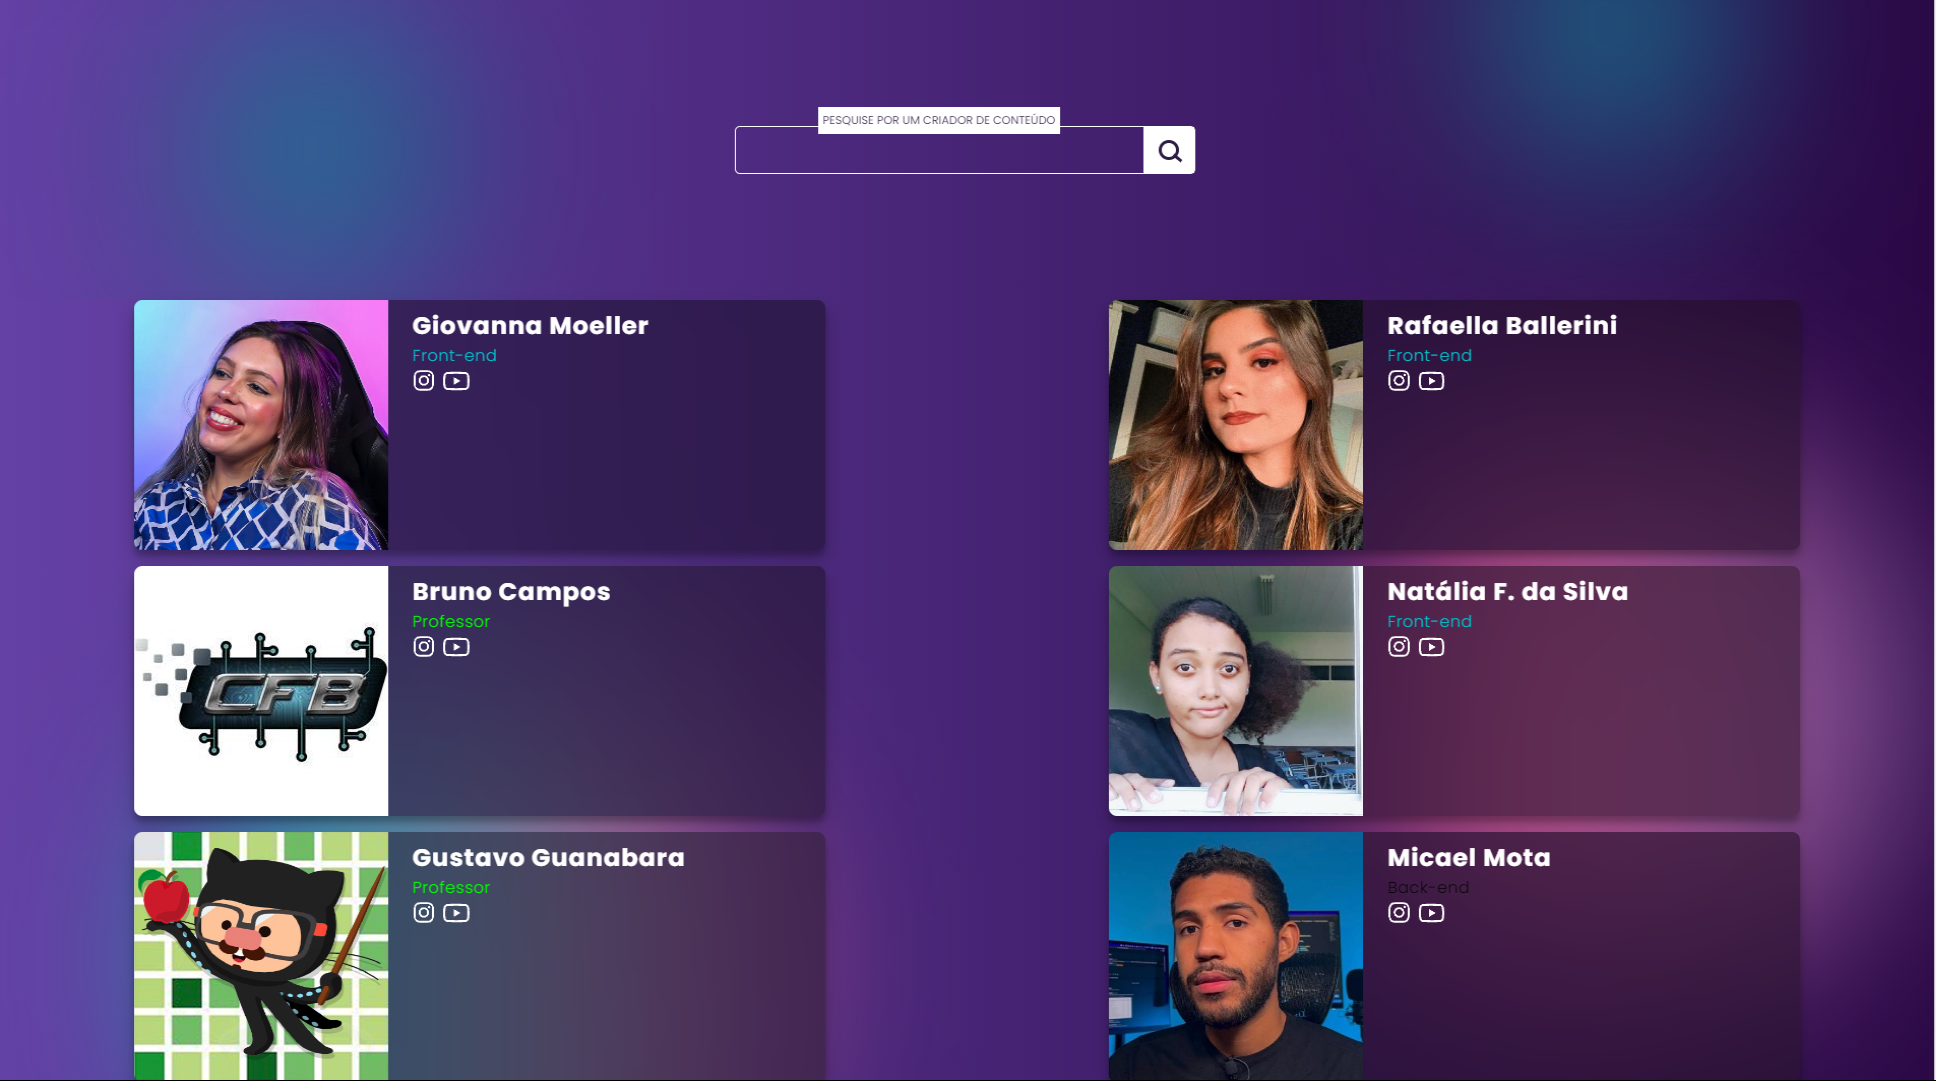 PESQUISE POR UM CRIADOR DE CONTEÚDO
Giovanna Moeller
Front-end
Rafaella Ballerini
Front-end
Bruno Campos
Professor
CFB
Natália F. da Silva
Front-end
Gustavo Guanabara
Professor
Micael Mota
Back-end